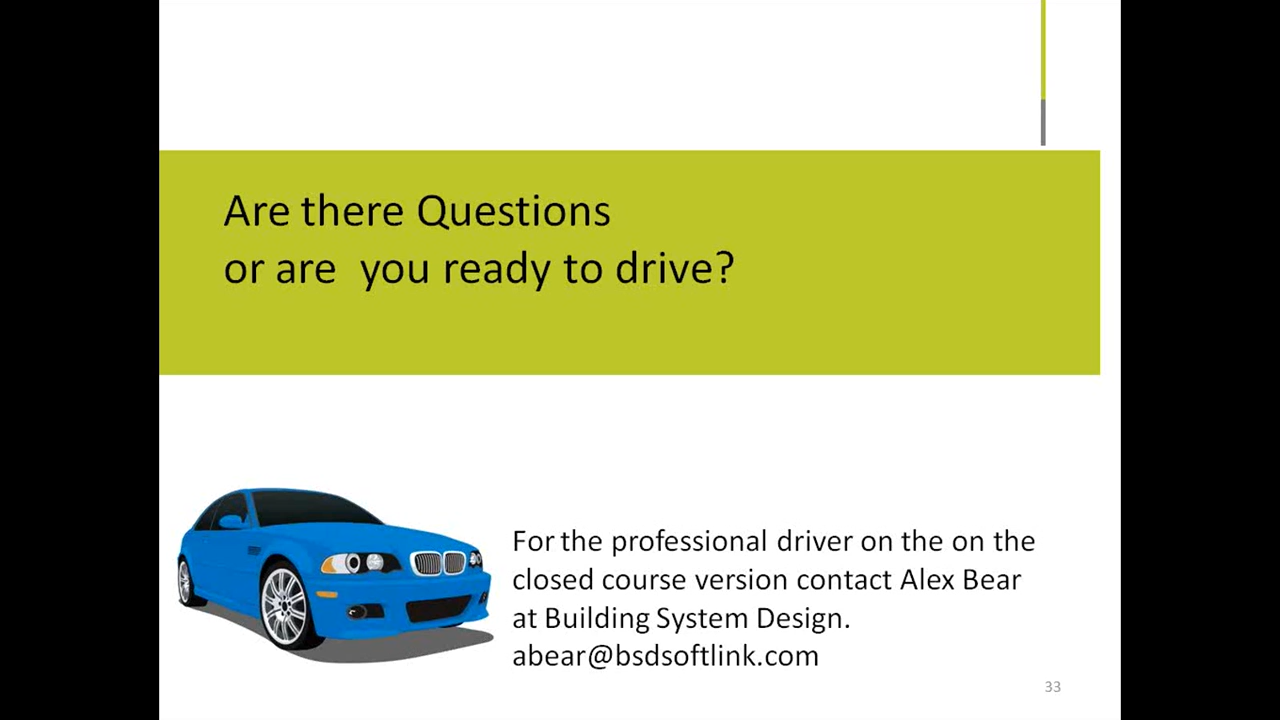 Are there Questions
or are  you ready to drive?
For the professional driver on the on the
closed course version contact Alex Bear
at Building System Design.
abear@bsdsoftlink.com
33